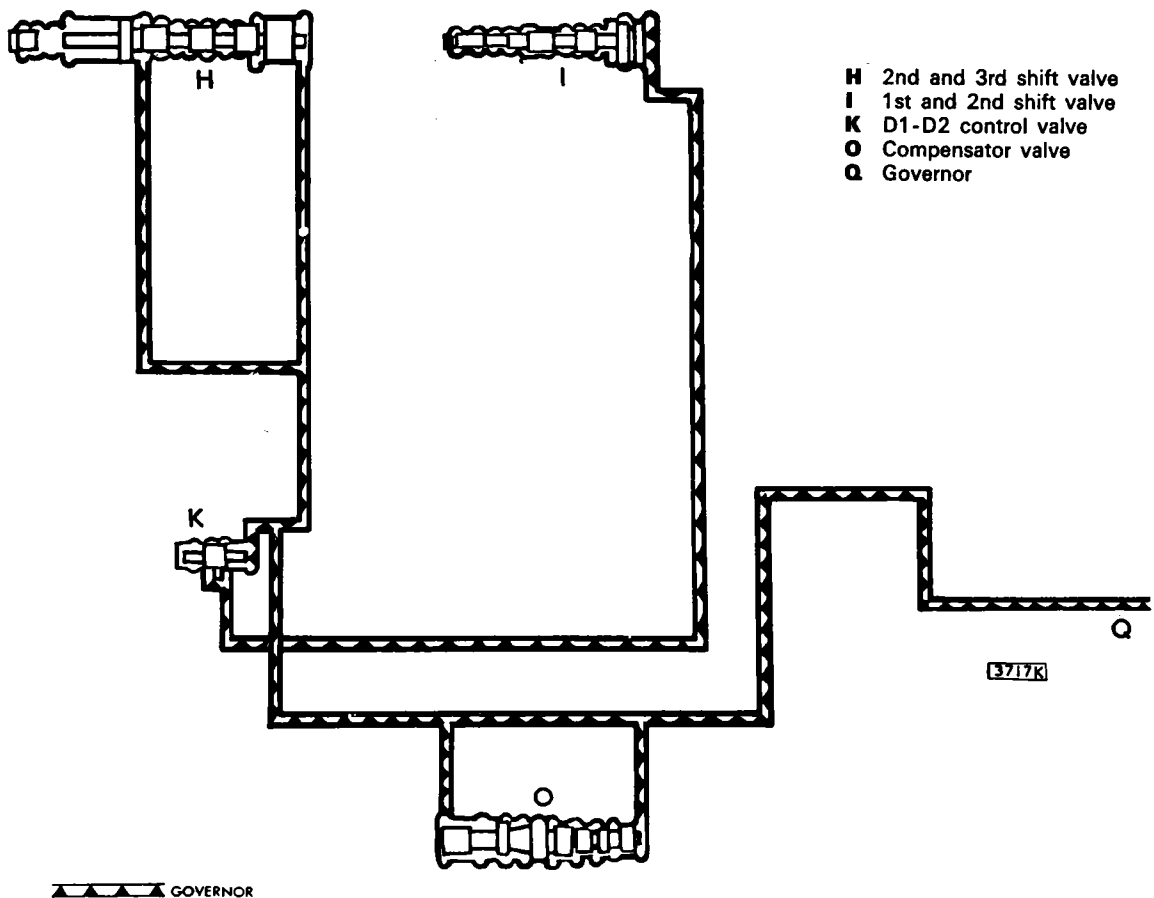 H
I
H 2nd and 3rd shift valve
I 1st and 2nd shift valve
K D1-D2 control valve
O Compensator valve
Q Governor
K
Q
3717K
O
GOVERNOR